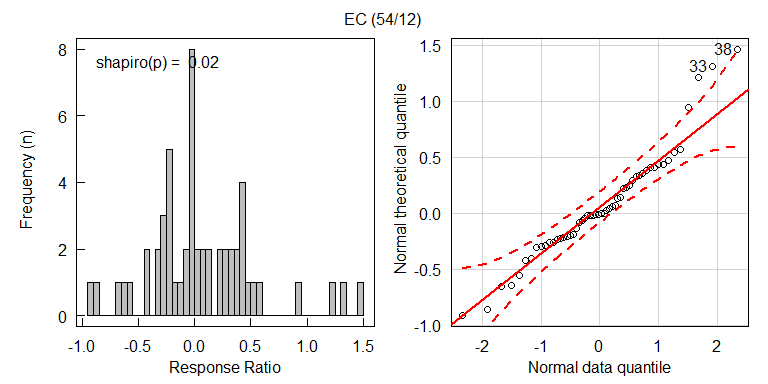 EC (54/12)
shapiro(p) = 0.02
Frequency (n)
8
6
4
2
0
-1.0 -0.5 0.0 0.5 1.0 1.5
Response Ratio
38
33
Normal theoretical quantile
1.5
1.0
0.5
0.0
-0.5
-1.0
-2 -1 0 1 2
Normal data quantile